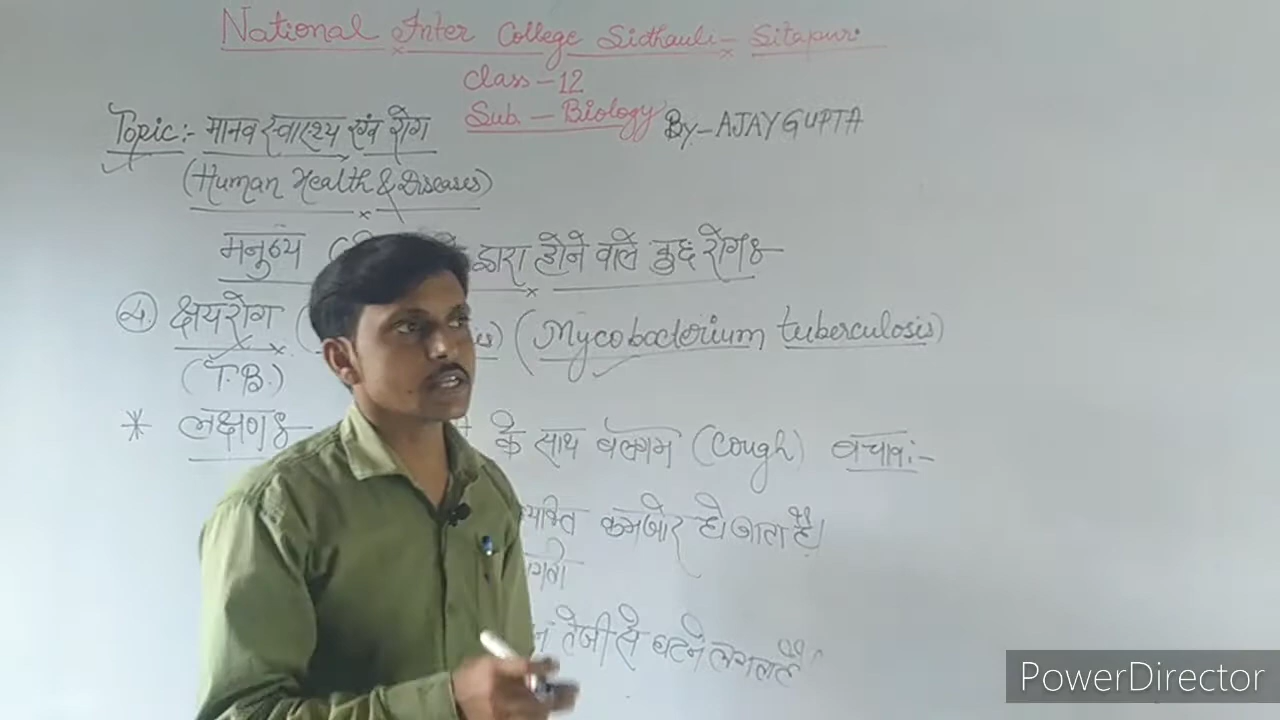 National Inter College Sidhauli Sitapur
Class - 12
Sub. - Biology By:- AJAY GUPTA
Topic:- मानव स्वास्थ्य एवं रोग
(Human Health & Diseases)
मनुष्य द्वारा होने वाले कुछ रोग:-
क्षयरोग (Mycobacterium tuberculosis)
(T.B.)
* लक्षण:- के साथ बलगम (Cough) बचाव:-
कमजोर हो जाता है।
तेजी से घटने लगता है
PowerDirector